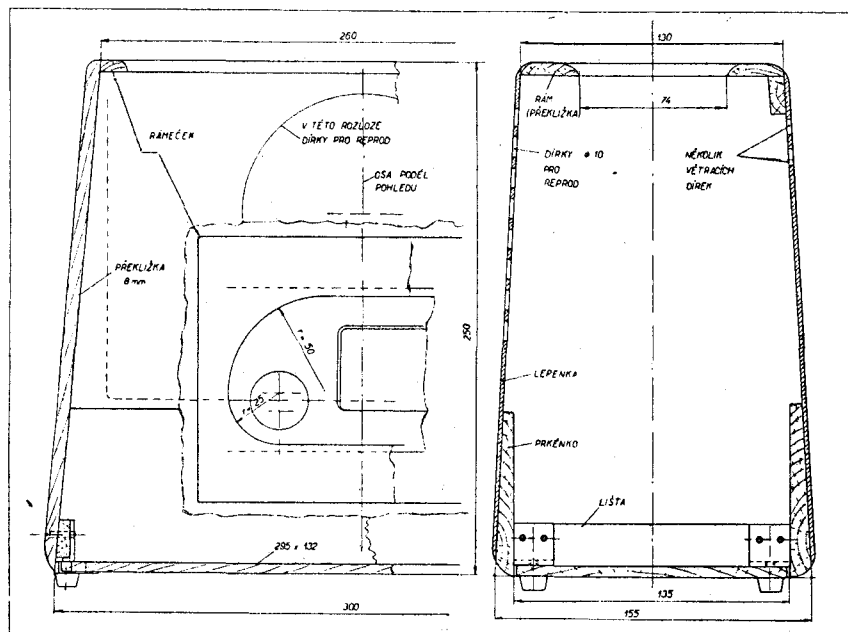 260
130
RÁM
(PŘEKLIŽKA)
74
V TÉTO ROZLOZE
DÍRKY PRO REPROD
RÁMEČEK
OSA PODÉL
POHLEDU
DÍRKY ϕ 10
PRO
REPROD
NĚKOLIK
VĚTRACÍCH
DÍREK
PŘEKLIŽKA
8 mm
250
r = 50
r = 25
LEPENKA
PRKÉNKO
LIŠTA
295 x 132
300
135
155